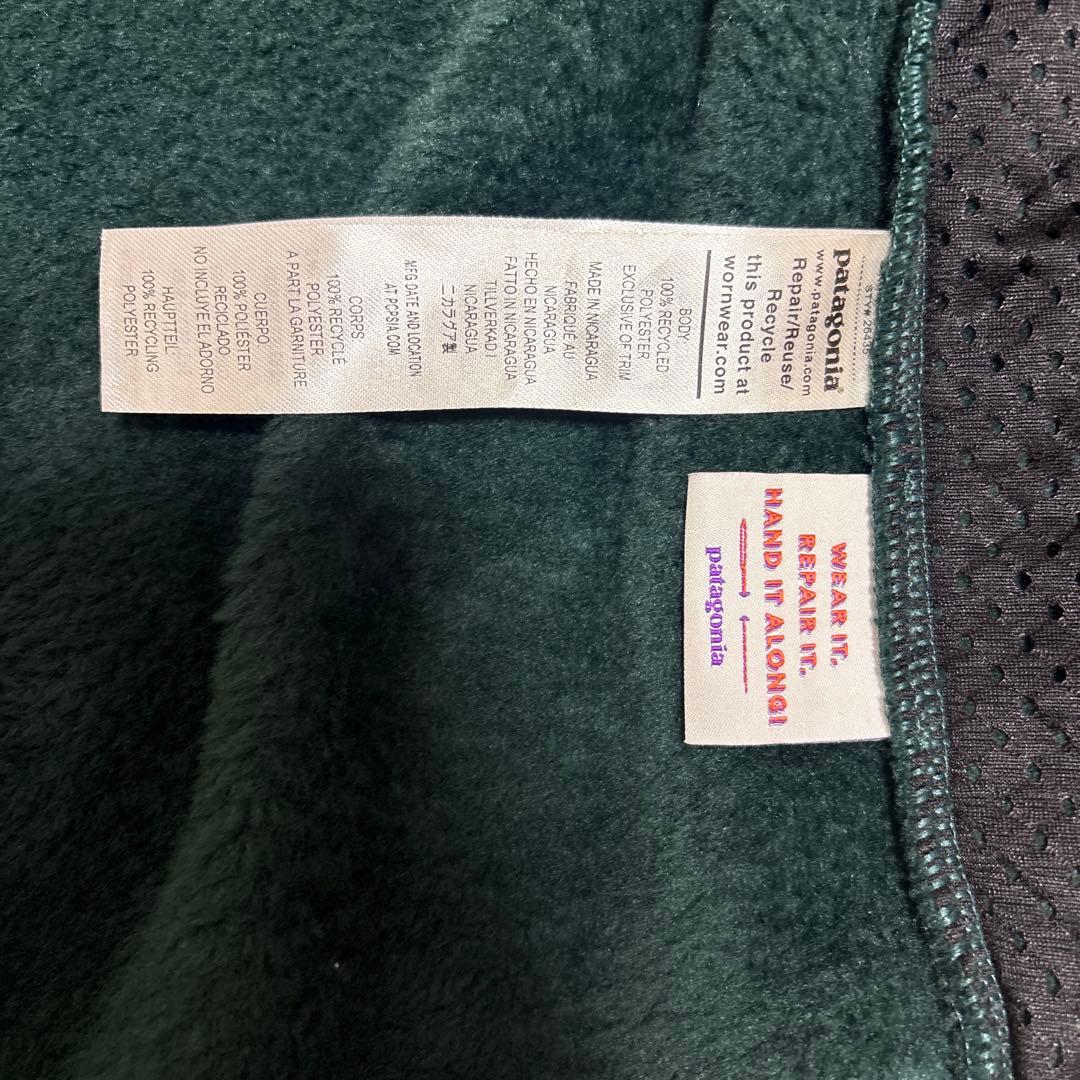 patagonia®
www.patagonia.com
Repair/Reuse/
Recycle
this product at
wornwear.com
BODY
100% RECYCLED
POLYESTER
EXCLUSIVE OF TRIM
MADE IN NICARAGUA
FABRIQUÉ AU
NICARAGUA
HECHO EN NICARAGUA
FATTO IN NICARAGUA
TILLVERKAD I
NICARAGUA
ニカラグア製
MFG DATE AND LOCATION
AT PCPRSIA.COM
CORPS
100% RECYCLÉ
POLYESTER
A PART LA GARNITURE
CUERPO
100% POLIESTER
RECICLADO
NO INCLUYE EL ADORNO
HAUPTTEIL:
100% RECYCLING
POLYESTER
WEAR IT.
REPAIR IT.
HAND IT ALONG!
patagonia